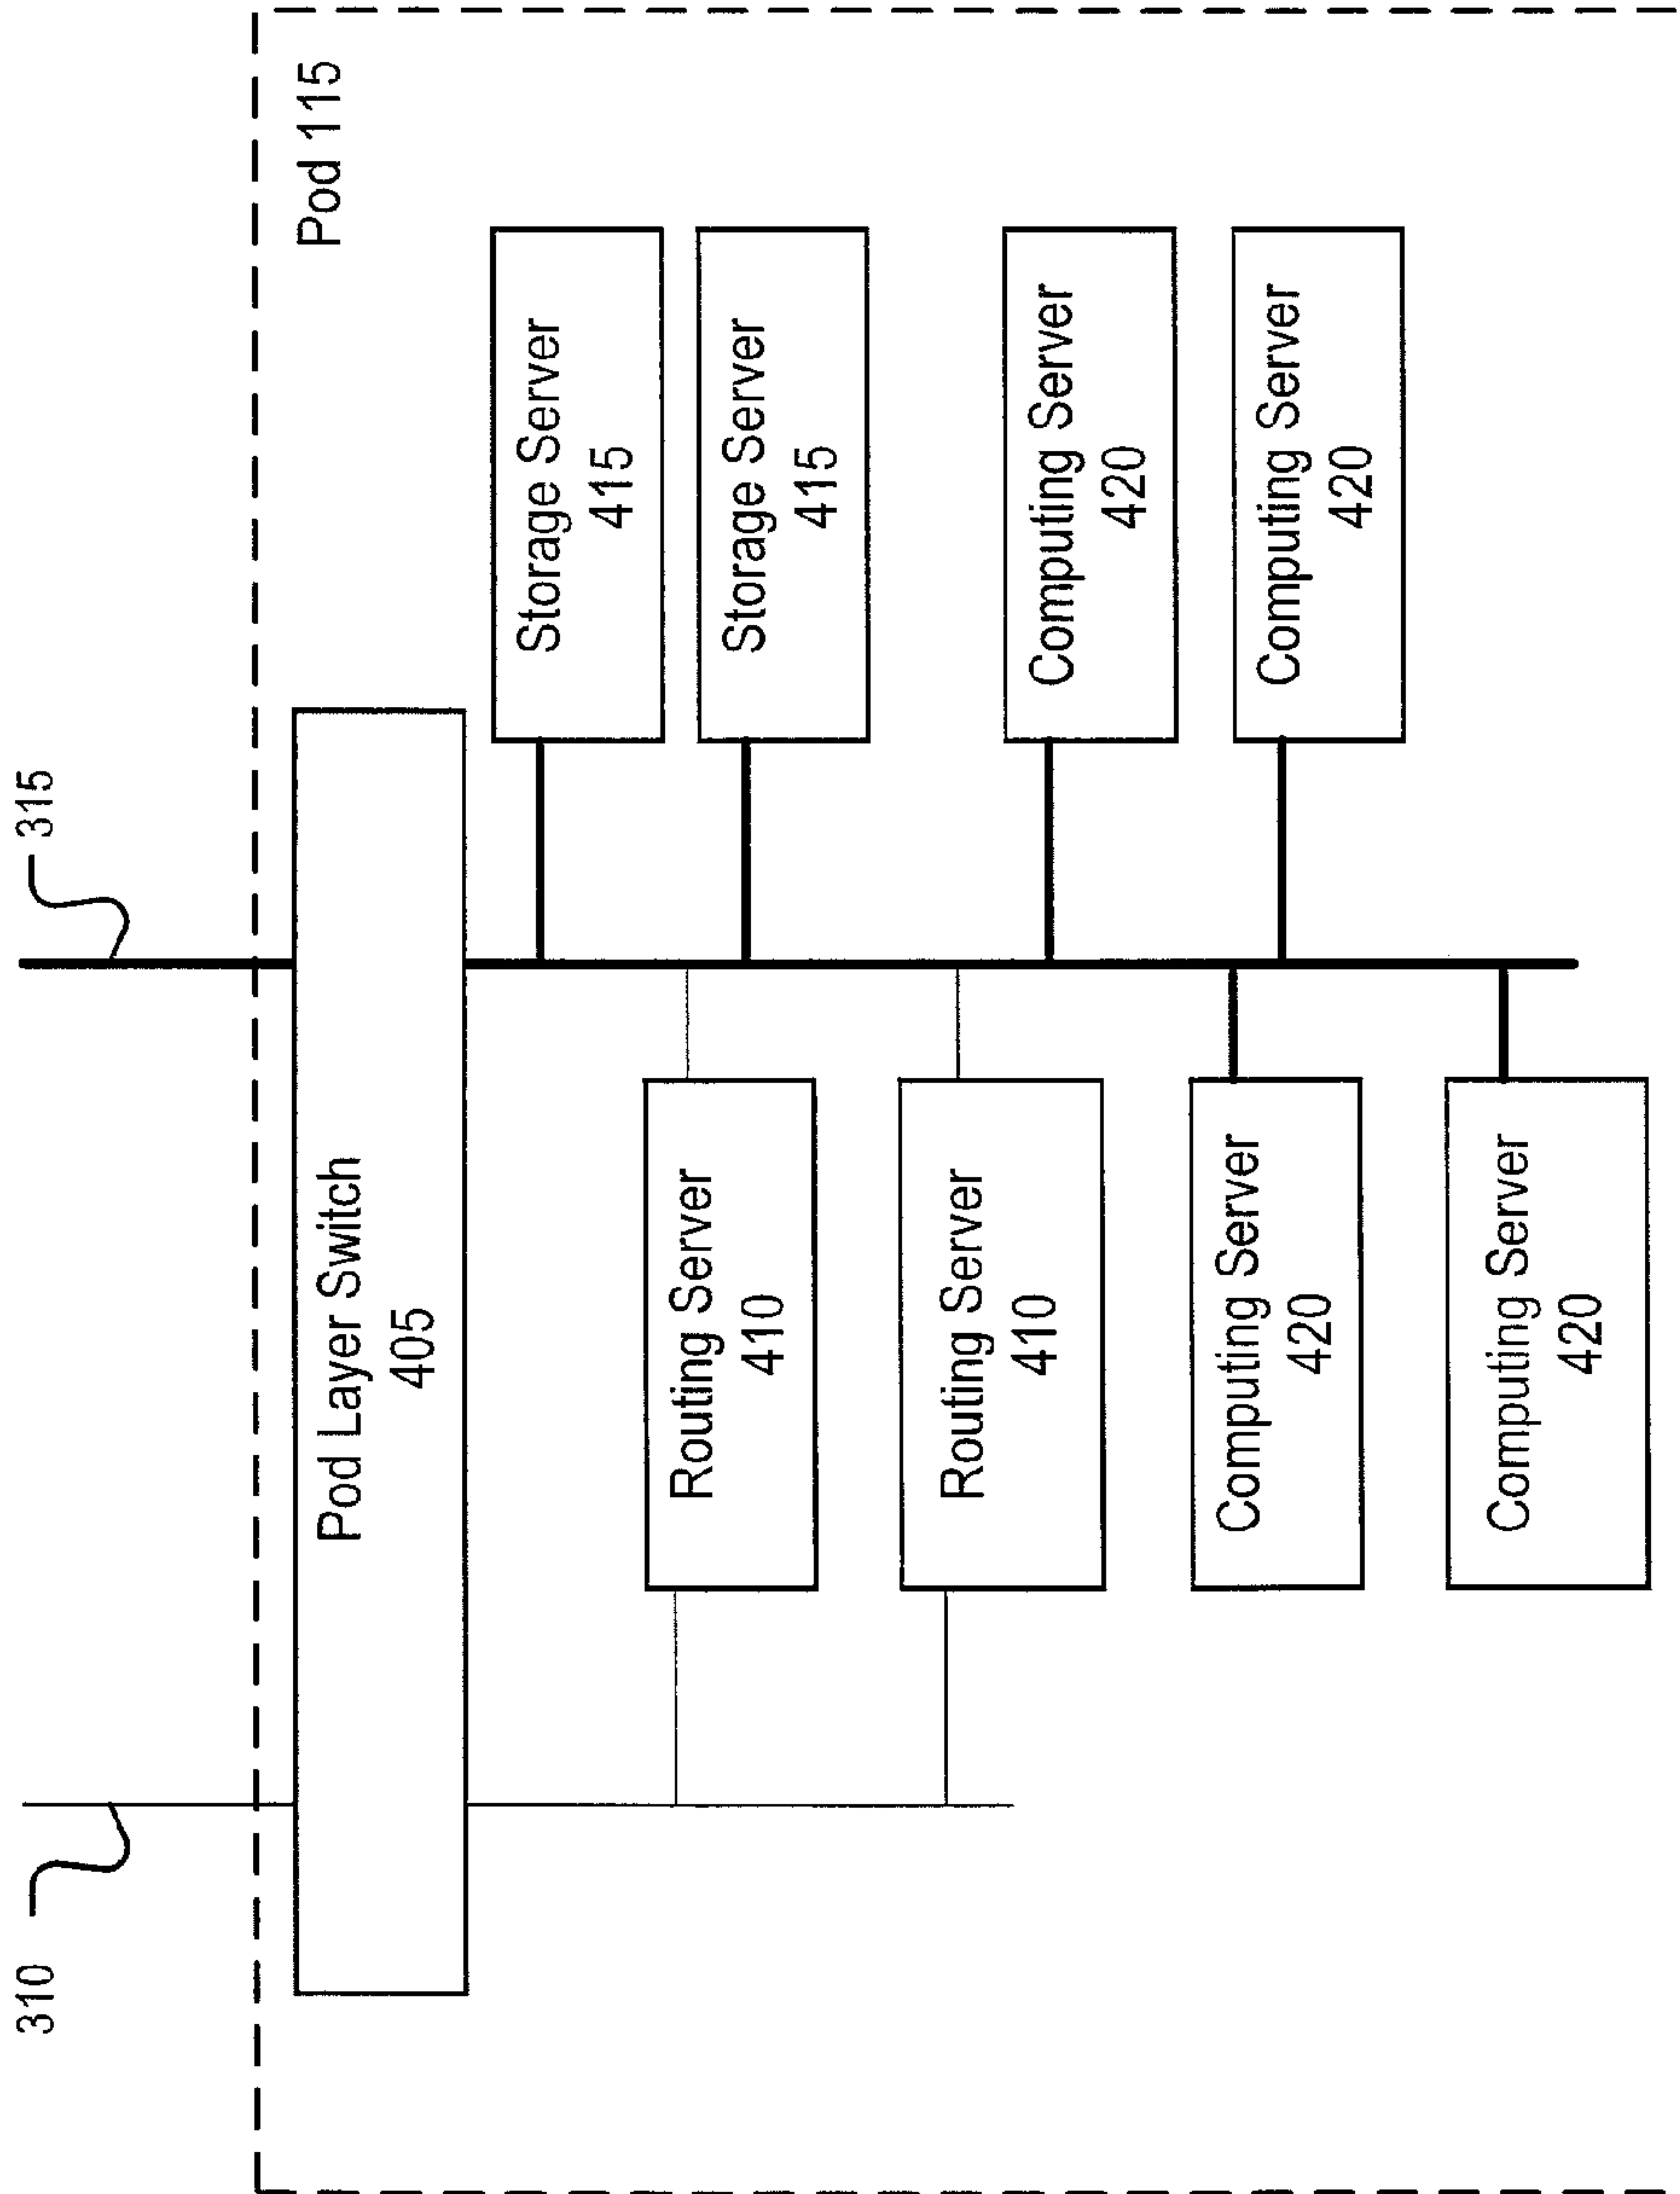 310
315
Pod 115
Pod Layer Switch
405
Routing Server
410
Routing Server
410
Computing Server
420
Computing Server
420
Storage Server
415
Storage Server
415
Computing Server
420
Computing Server
420